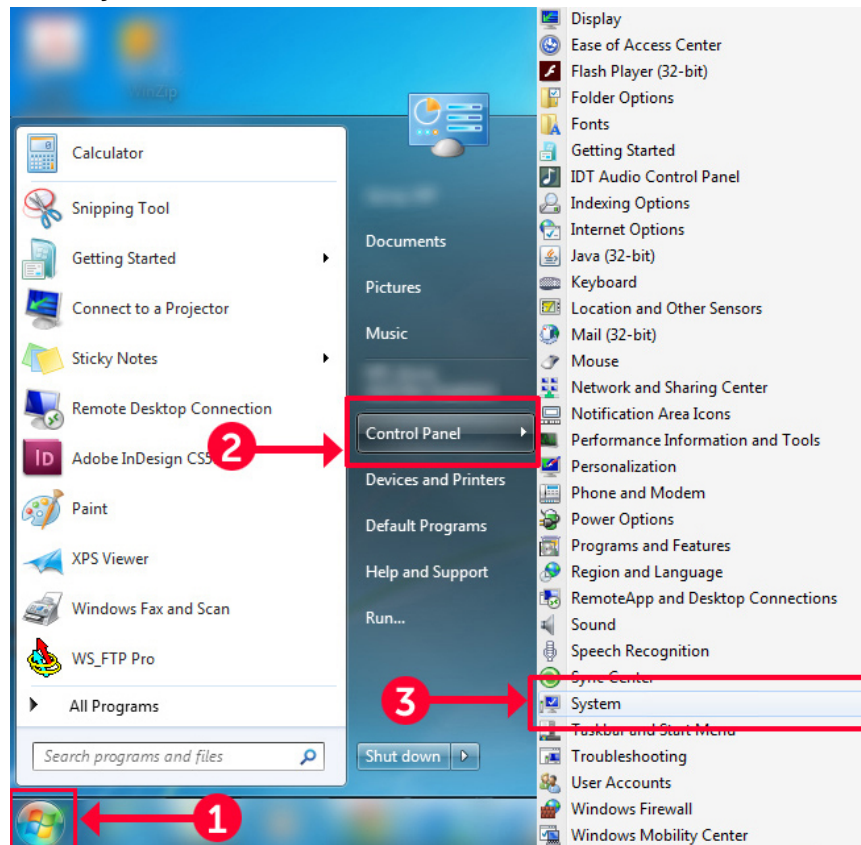 WinZip
Calculator
Snipping Tool
Getting Started
Connect to a Projector
Sticky Notes
Remote Desktop Connection
Adobe InDesign CS5
Paint
XPS Viewer
Windows Fax and Scan
WS_FTP Pro
All Programs
Search programs and files
1
Documents
Pictures
Music
2
Control Panel
Devices and Printers
Default Programs
Help and Support
Run...
Shut down
3
Display
Ease of Access Center
Flash Player (32-bit)
Folder Options
Fonts
Getting Started
IDT Audio Control Panel
Indexing Options
Internet Options
Java (32-bit)
Keyboard
Location and Other Sensors
Mail (32-bit)
Mouse
Network and Sharing Center
Notification Area Icons
Performance Information and Tools
Personalization
Phone and Modem
Power Options
Programs and Features
Region and Language
RemoteApp and Desktop Connections
Sound
Speech Recognition
Sync Center
System
Taskbar and Start Menu
Troubleshooting
User Accounts
Windows Firewall
Windows Mobility Center